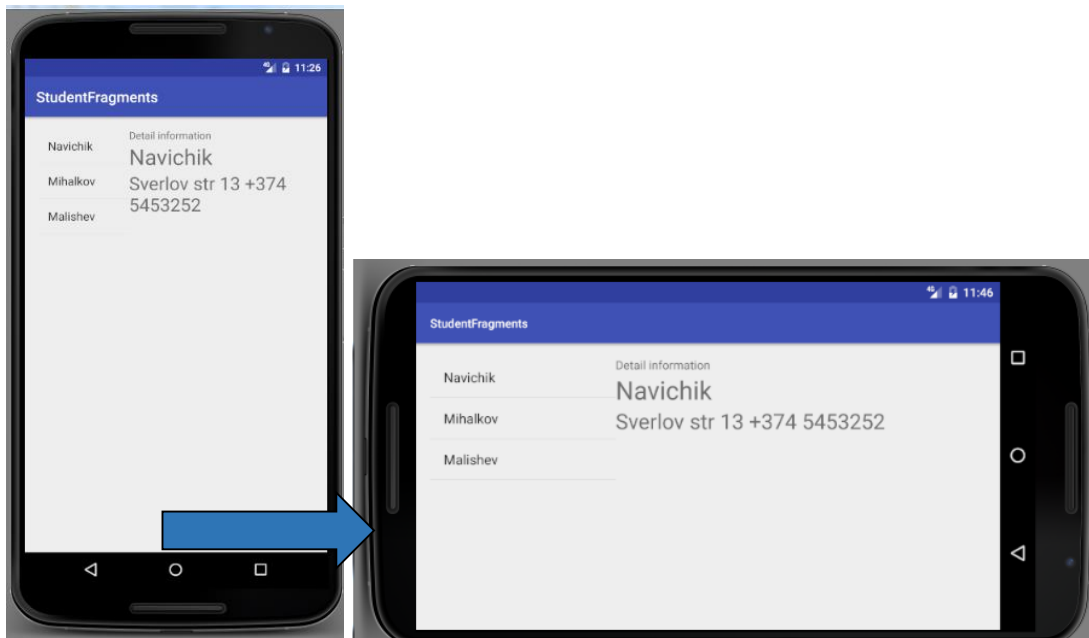 11:26
StudentFragments
Navichik
Mihalkov
Malishev
Detail information
Navichik
Sverlov str 13 +374
5453252
11:46
StudentFragments
Navichik
Mihalkov
Malishev
Detail information
Navichik
Sverlov str 13 +374 5453252